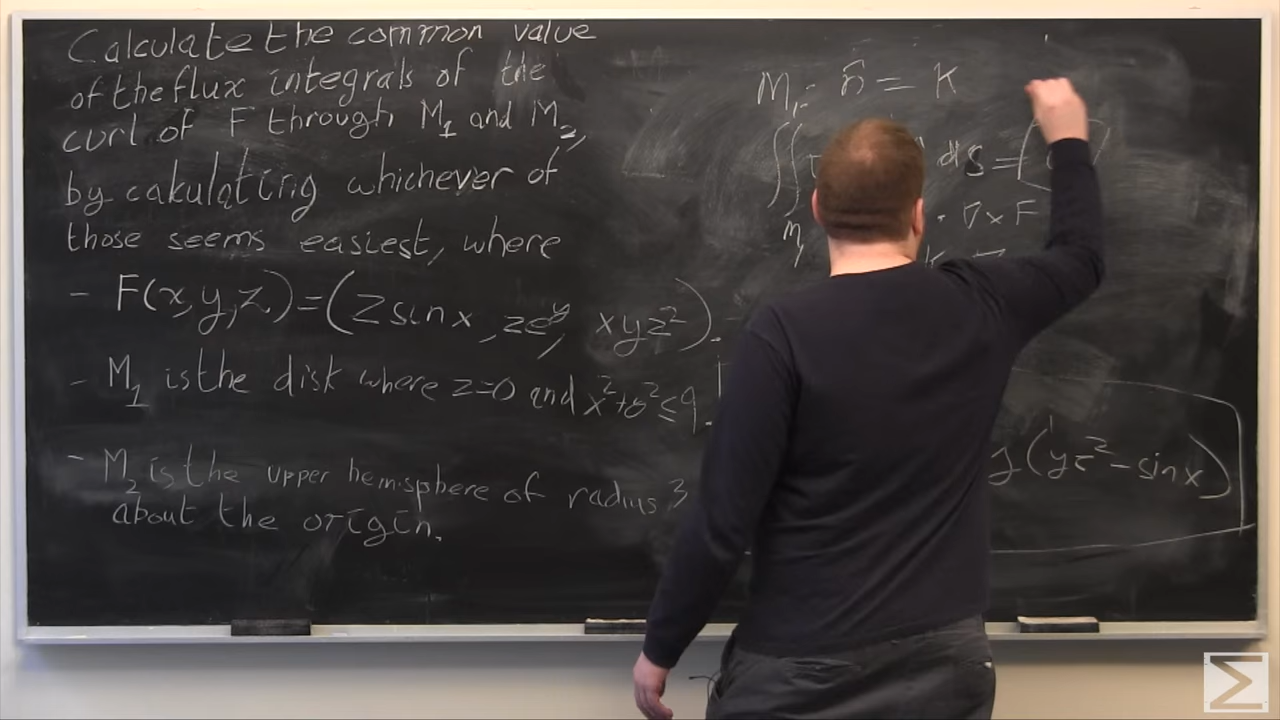 Calculate the common value
of the flux integrals of the
curl of F through M₁ and M₂,
by calculating whichever of
those seems easiest, where
- F(x,y,z)=(z sin x, ze^y, xyz²).
- M₁ is the disk where z=0 and x²+y²≤9.
- M₂ is the upper hemisphere of radius 3
about the origin.
M₁: n̂ = k
∬
M₁
dS =
· ∇×F
j(yz²-sin x)
Σ